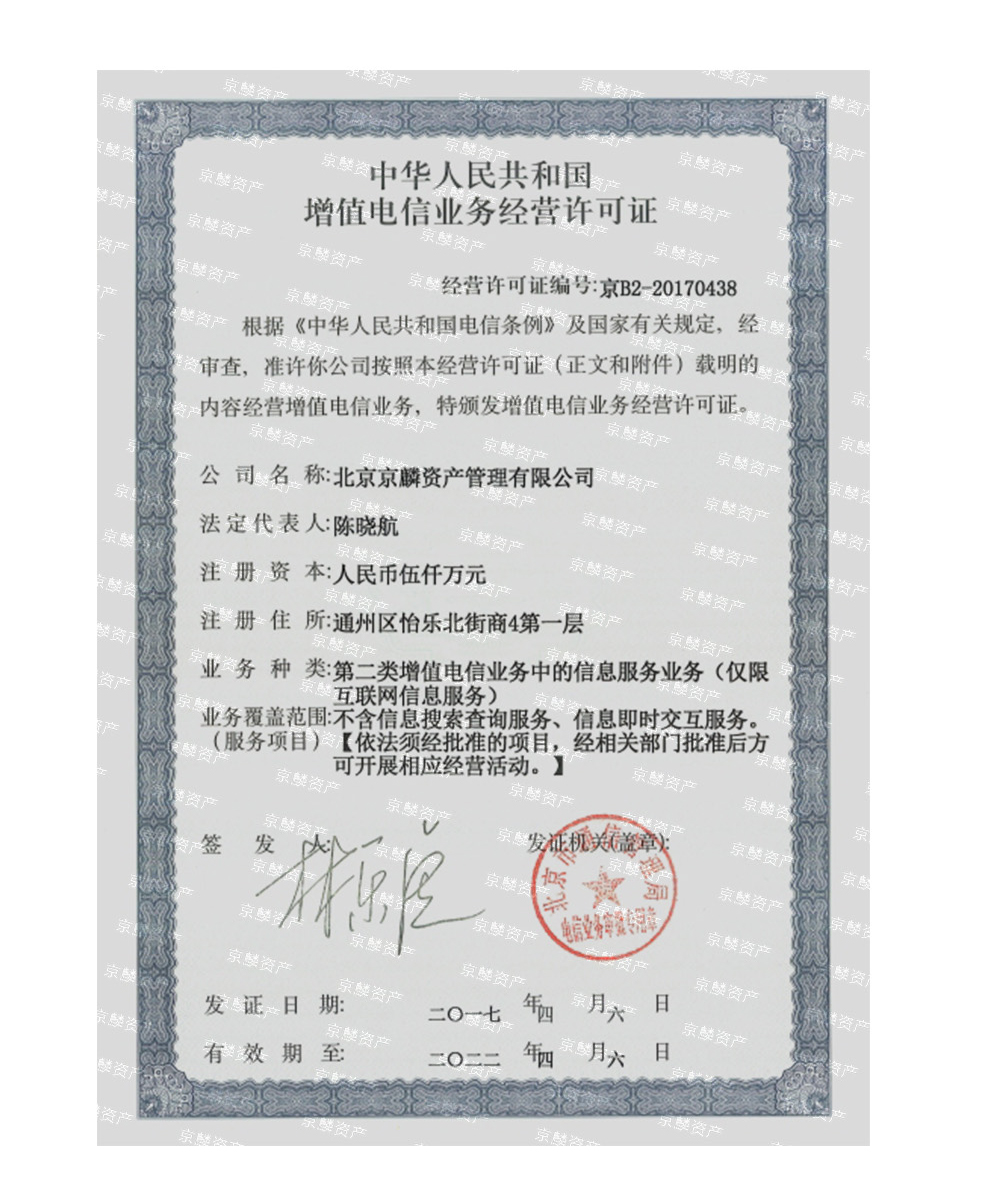 中华人民共和国
增值电信业务经营许可证
经营许可证编号:京B2-20170438
根据《中华人民共和国电信条例》及国家有关规定，经
审查，准许你公司按照本经营许可证（正文和附件）载明的
内容经营增值电信业务，特颁发增值电信业务经营许可证。
公司名称:北京京麟资产管理有限公司
法定代表人:陈晓航
注册资本:人民币伍仟万元
注册住所:通州区怡乐北街商4第一层
业务种类:第二类增值电信业务中的信息服务业务（仅限
互联网信息服务）
业务覆盖范围:不含信息搜索查询服务、信息即时交互服务。
（服务项目）【依法须经批准的项目，经相关部门批准后方
可开展相应经营活动。】
签发人: 发证机关(盖章):
北京市通信管理局
电信业务审批专用章
发证日期: 二〇一七年四月六日
有效期至: 二〇二二年四月六日
京麟资产